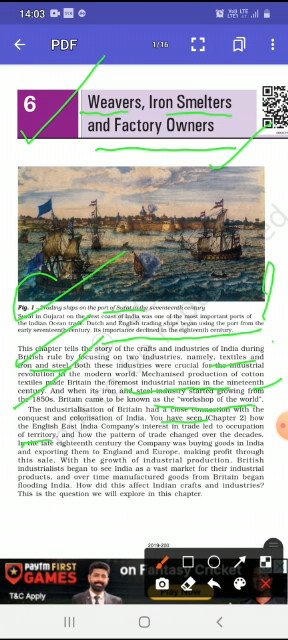 14:03
PDF 1/16
6 Weavers, Iron Smelters
and Factory Owners
Fig. 1 – Trading ships on the port of Surat in the seventeenth century
Surat in Gujarat on the west coast of India was one of the most important ports of
the Indian Ocean trade. Dutch and English trading ships began using the port from the
early seventeenth century. Its importance declined in the eighteenth century.
This chapter tells the story of the crafts and industries of India during
British rule by focusing on two industries, namely, textiles and
iron and steel. Both these industries were crucial for the industrial
revolution in the modern world. Mechanised production of cotton
textiles made Britain the foremost industrial nation in the nineteenth
century. And when its iron and steel industry started growing from
the 1850s, Britain came to be known as the "workshop of the world".
The industrialisation of Britain had a close connection with the
conquest and colonisation of India. You have seen (Chapter 2) how
the English East India Company's interest in trade led to occupation
of territory, and how the pattern of trade changed over the decades.
In the late eighteenth century the Company was buying goods in India
and exporting them to England and Europe, making profit through
this sale. With the growth of industrial production, British
industrialists began to see India as a vast market for their industrial
products, and over time manufactured goods from Britain began
flooding India. How did this affect Indian crafts and industries?
This is the question we will explore in this chapter.
paytm FIRST
GAMES
T&C Apply
on Fantasy Cricket